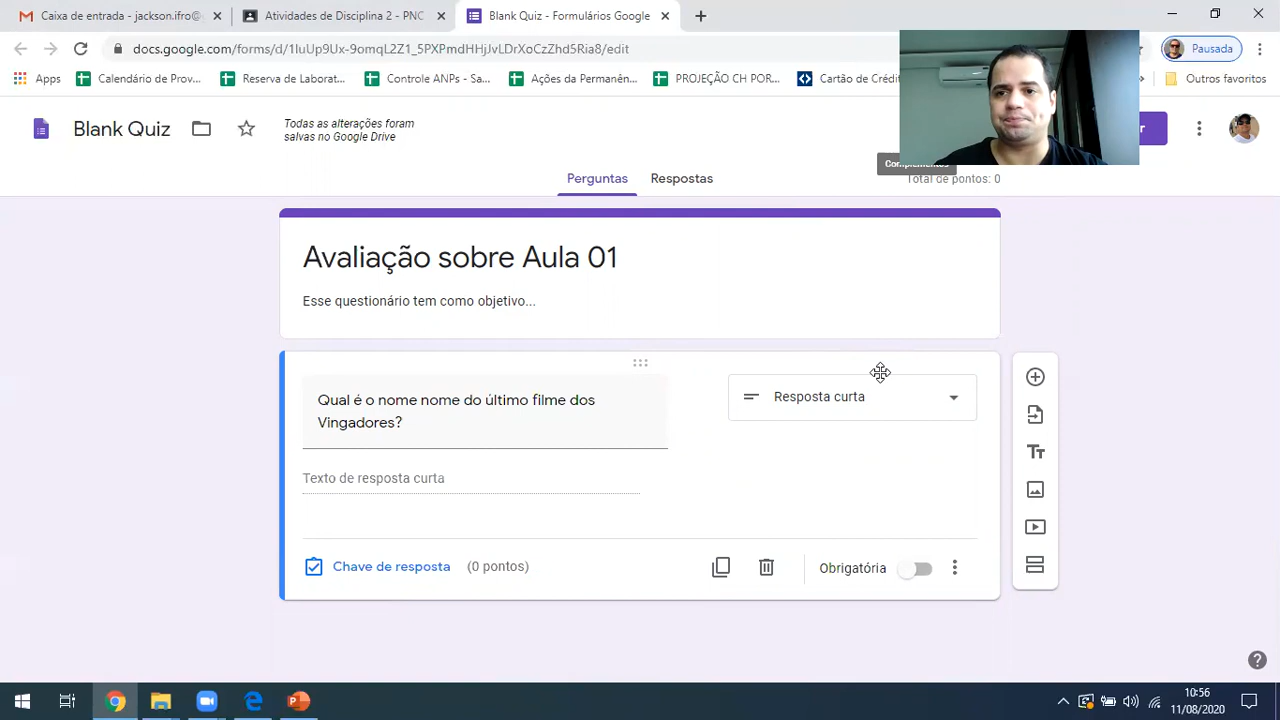 Caixa de entrada - jackson.ifro@
Atividades de Disciplina 2 - PNC
Blank Quiz - Formulários Google
docs.google.com/forms/d/1IuUp9Ux-9omqL2Z1_5PXPmdHHjJvLDrXoCzZhd5Ria8/edit
Pausada
Apps
Calendário de Prov...
Reserva de Laborat...
Controle ANPs - Sa...
Ações da Permanên...
PROJEÇÃO CH POR...
Cartão de Crédit
Outros favoritos
Blank Quiz
Todas as alterações foram
salvas no Google Drive
r
Complementos
Perguntas
Respostas
Total de pontos: 0
Avaliação sobre Aula 01
Esse questionário tem como objetivo...
Qual é o nome nome do último filme dos
Vingadores?
Resposta curta
Texto de resposta curta
Chave de resposta
(0 pontos)
Obrigatória
10:56
11/08/2020